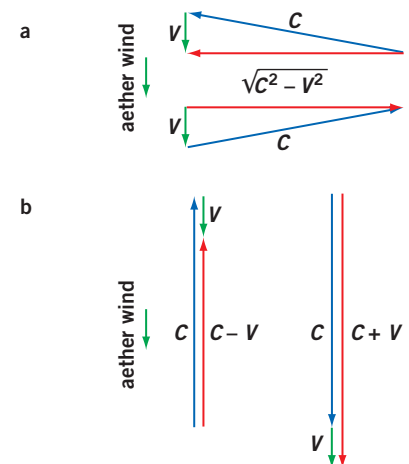 a
V
C
aether wind
√C² – V²
V
C
b
V
aether wind
C
C – V
C
C + V
V